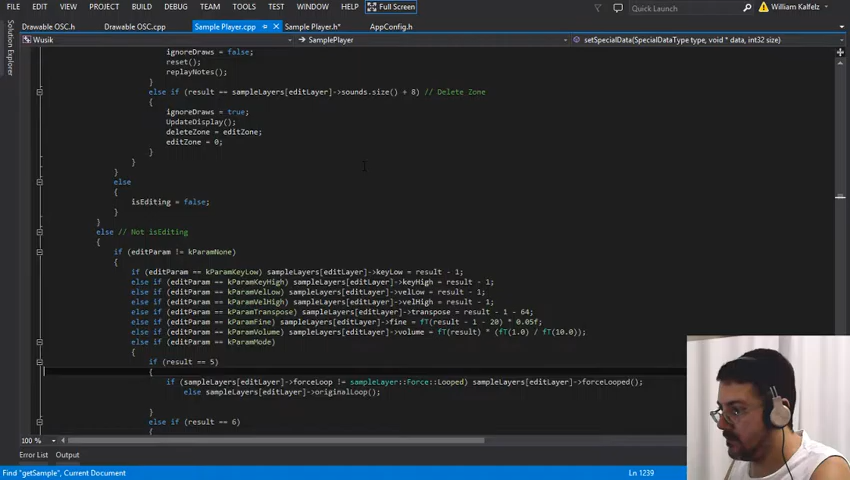 FILE EDIT VIEW PROJECT BUILD DEBUG TEAM TOOLS TEST WINDOW HELP Full Screen Quick Launch William Kalfelz
Drawable OSC.h Drawable OSC.cpp Sample Player.cpp Sample Player.h* AppConfig.h
Solution Explorer
Wusik SamplePlayer setSpecialData(SpecialDataType type, void * data, int32 size)
ignoreDraws = false;
reset();
replayNotes();
}
else if (result == sampleLayers[editLayer]->sounds.size() + 8) // Delete Zone
{
ignoreDraws = true;
UpdateDisplay();
deleteZone = editZone;
editZone = 0;
}
}
}
else
{
isEditing = false;
}
}
else // Not isEditing
{
if (editParam != kParamNone)
{
if (editParam == kParamKeyLow) sampleLayers[editLayer]->keyLow = result - 1;
else if (editParam == kParamKeyHigh) sampleLayers[editLayer]->keyHigh = result - 1;
else if (editParam == kParamVelLow) sampleLayers[editLayer]->velLow = result - 1;
else if (editParam == kParamVelHigh) sampleLayers[editLayer]->velHigh = result - 1;
else if (editParam == kParamTranspose) sampleLayers[editLayer]->transpose = result - 1 - 64;
else if (editParam == kParamFine) sampleLayers[editLayer]->fine = fT(result - 1 - 20) * 0.05f;
else if (editParam == kParamVolume) sampleLayers[editLayer]->volume = fT(result) * (fT(1.0) / fT(10.0));
else if (editParam == kParamMode)
{
if (result == 5)
{
if (sampleLayers[editLayer]->forceLoop != sampleLayer::Force::Looped) sampleLayers[editLayer]->forceLooped();
else sampleLayers[editLayer]->originalLoop();
}
else if (result == 6)
{
100 %
Error List Output
Find "getSample", Current Document Ln 1239